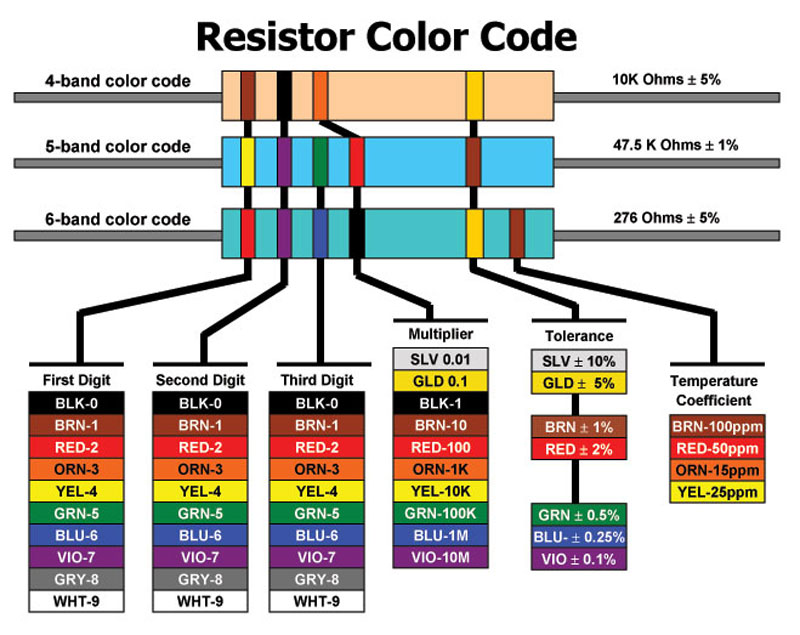 Resistor Color Code
4-band color code
10K Ohms ± 5%
5-band color code
47.5 K Ohms ± 1%
6-band color code
276 Ohms ± 5%
First Digit
BLK-0
BRN-1
RED-2
ORN-3
YEL-4
GRN-5
BLU-6
VIO-7
GRY-8
WHT-9
Second Digit
BLK-0
BRN-1
RED-2
ORN-3
YEL-4
GRN-5
BLU-6
VIO-7
GRY-8
WHT-9
Third Digit
BLK-0
BRN-1
RED-2
ORN-3
YEL-4
GRN-5
BLU-6
VIO-7
GRY-8
WHT-9
Multiplier
SLV 0.01
GLD 0.1
BLK-1
BRN-10
RED-100
ORN-1K
YEL-10K
GRN-100K
BLU-1M
VIO-10M
Tolerance
SLV ± 10%
GLD ± 5%
BRN ± 1%
RED ± 2%
GRN ± 0.5%
BLU- ± 0.25%
VIO ± 0.1%
Temperature
Coefficient
BRN-100ppm
RED-50ppm
ORN-15ppm
YEL-25ppm